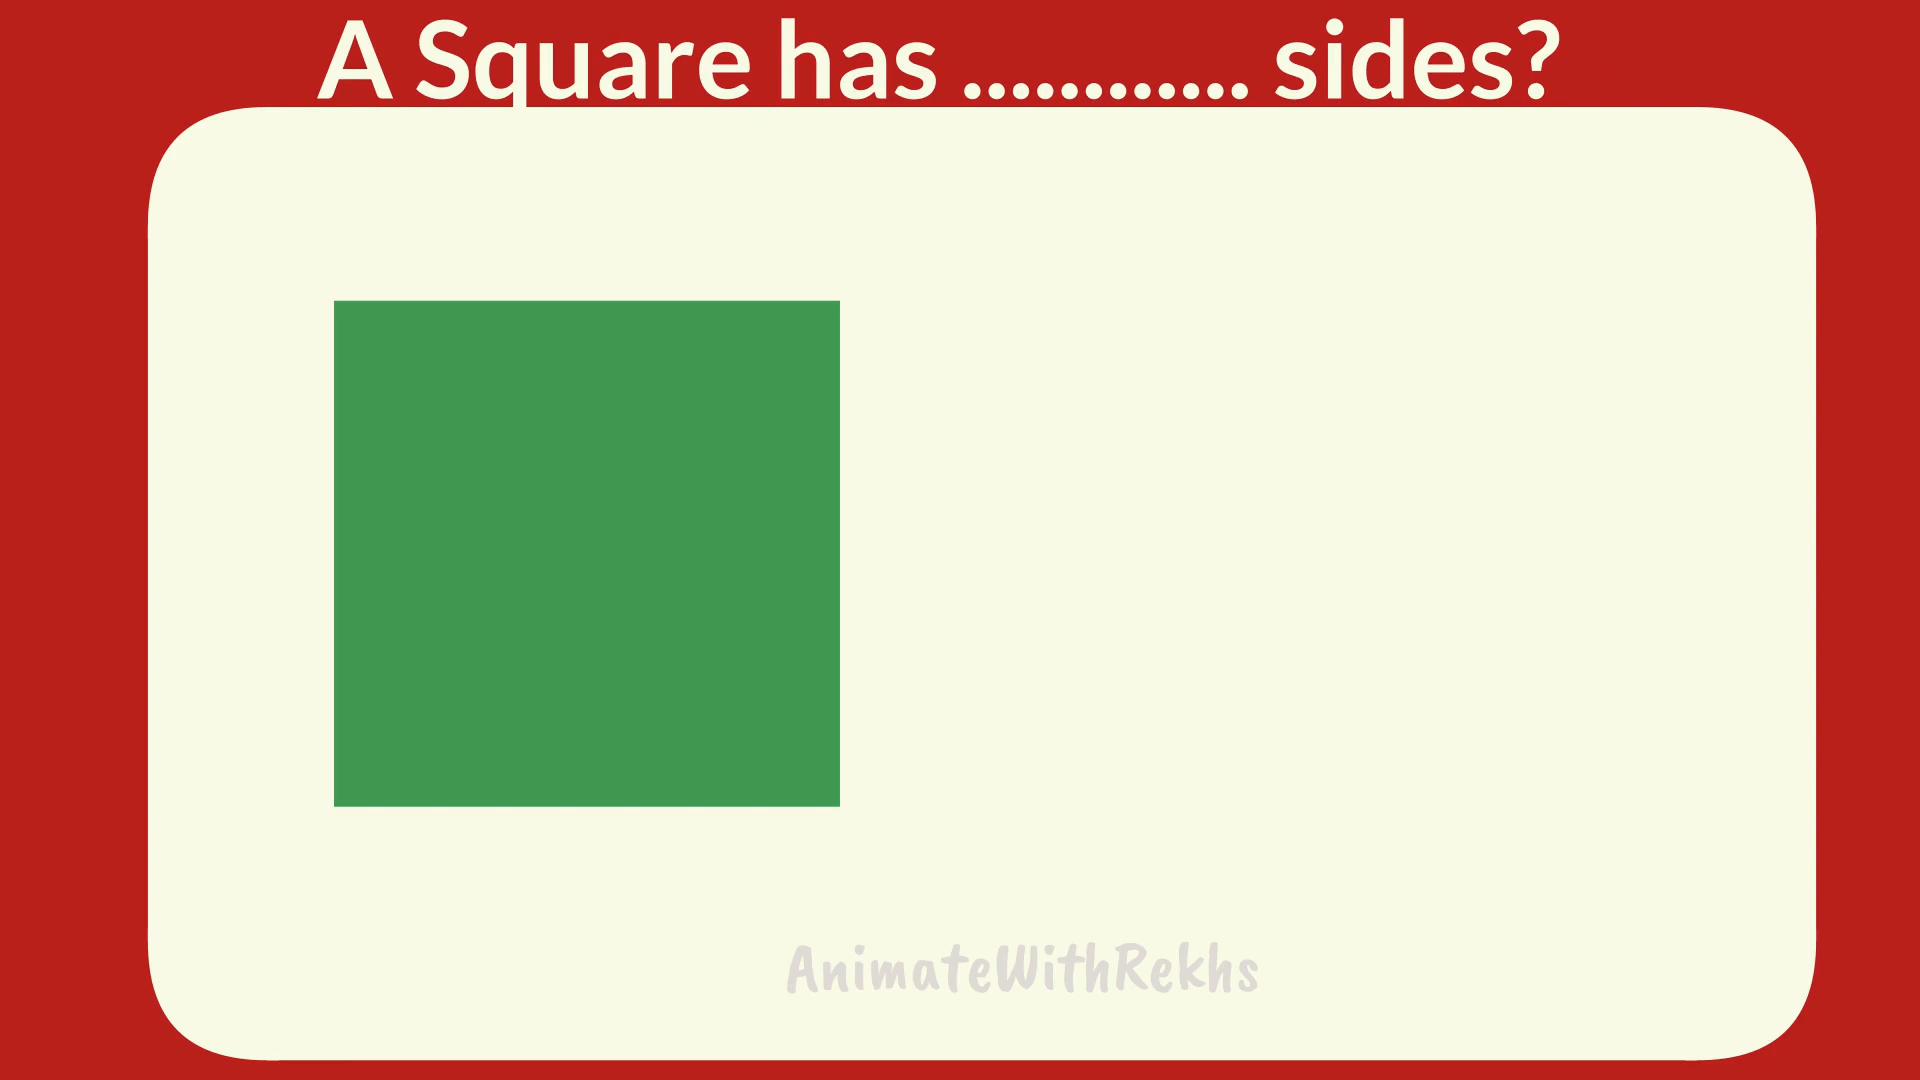 A Square has ............ sides?
AnimateWithRekhs